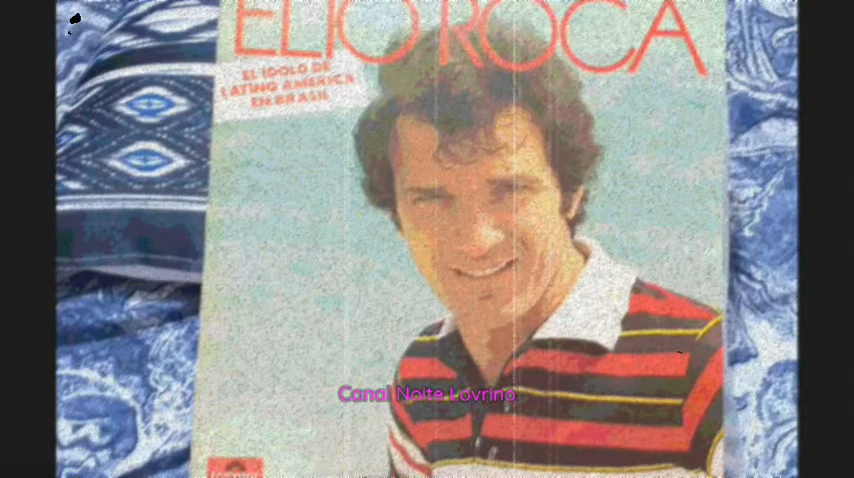 ELIO ROCA
EL IDOLO DE
LATINO AMERICA
EN BRASIL
Canal Noite Lovrino